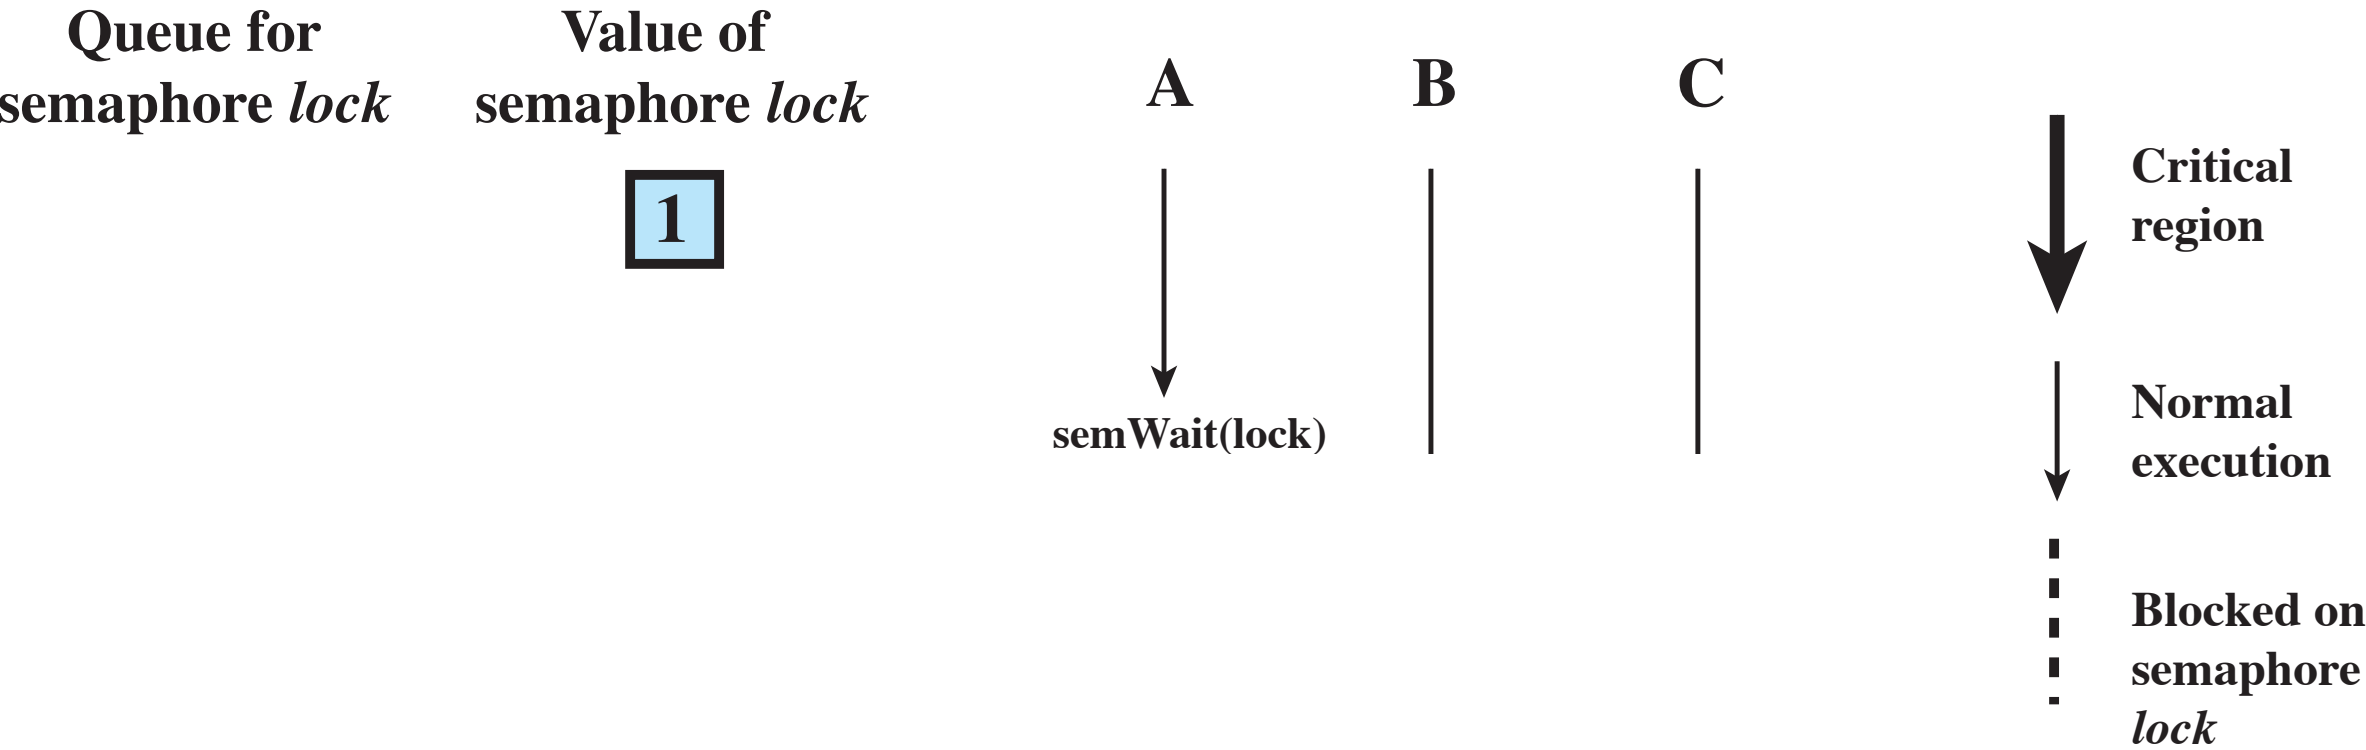 Queue for
semaphore lock
Value of
semaphore lock
A
B
C
1
semWait(lock)
Critical
region
Normal
execution
Blocked on
semaphore
lock